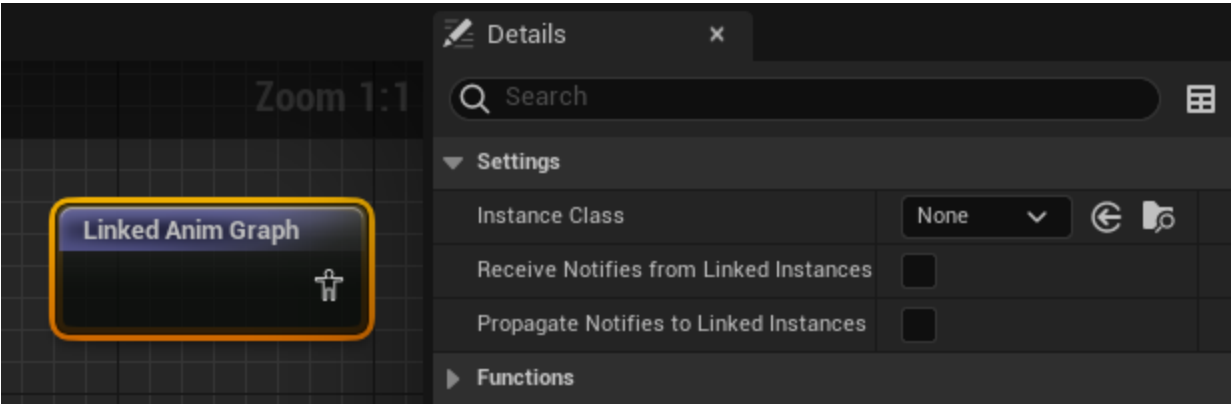 Details
Zoom 1:1
Search
Settings
Linked Anim Graph
Instance Class
None
Receive Notifies from Linked Instances
Propagate Notifies to Linked Instances
Functions